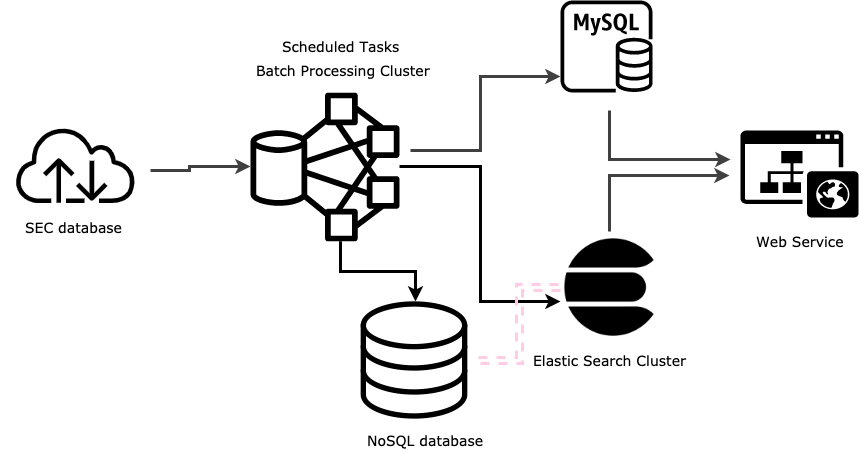 Scheduled Tasks
Batch Processing Cluster
MySQL
SEC database
Web Service
Elastic Search Cluster
NoSQL database